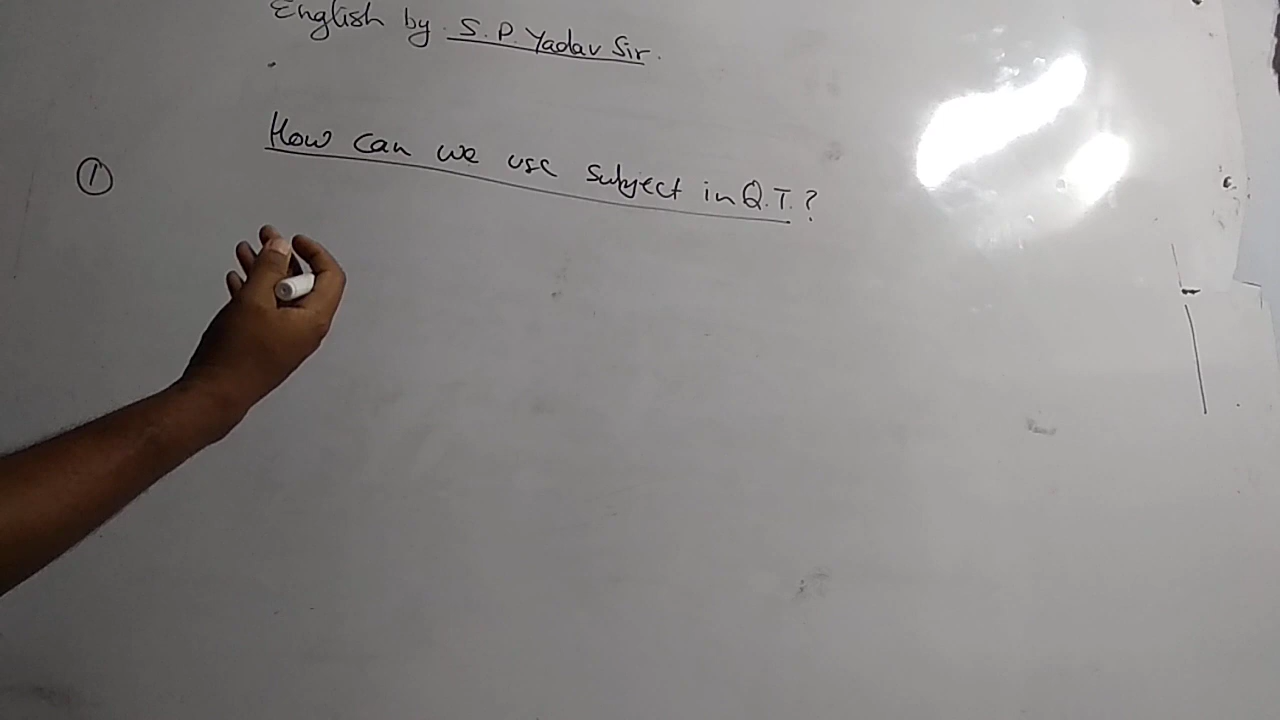 English by S.P. Yadav Sir.
How can we use Subject in Q.T.?
①